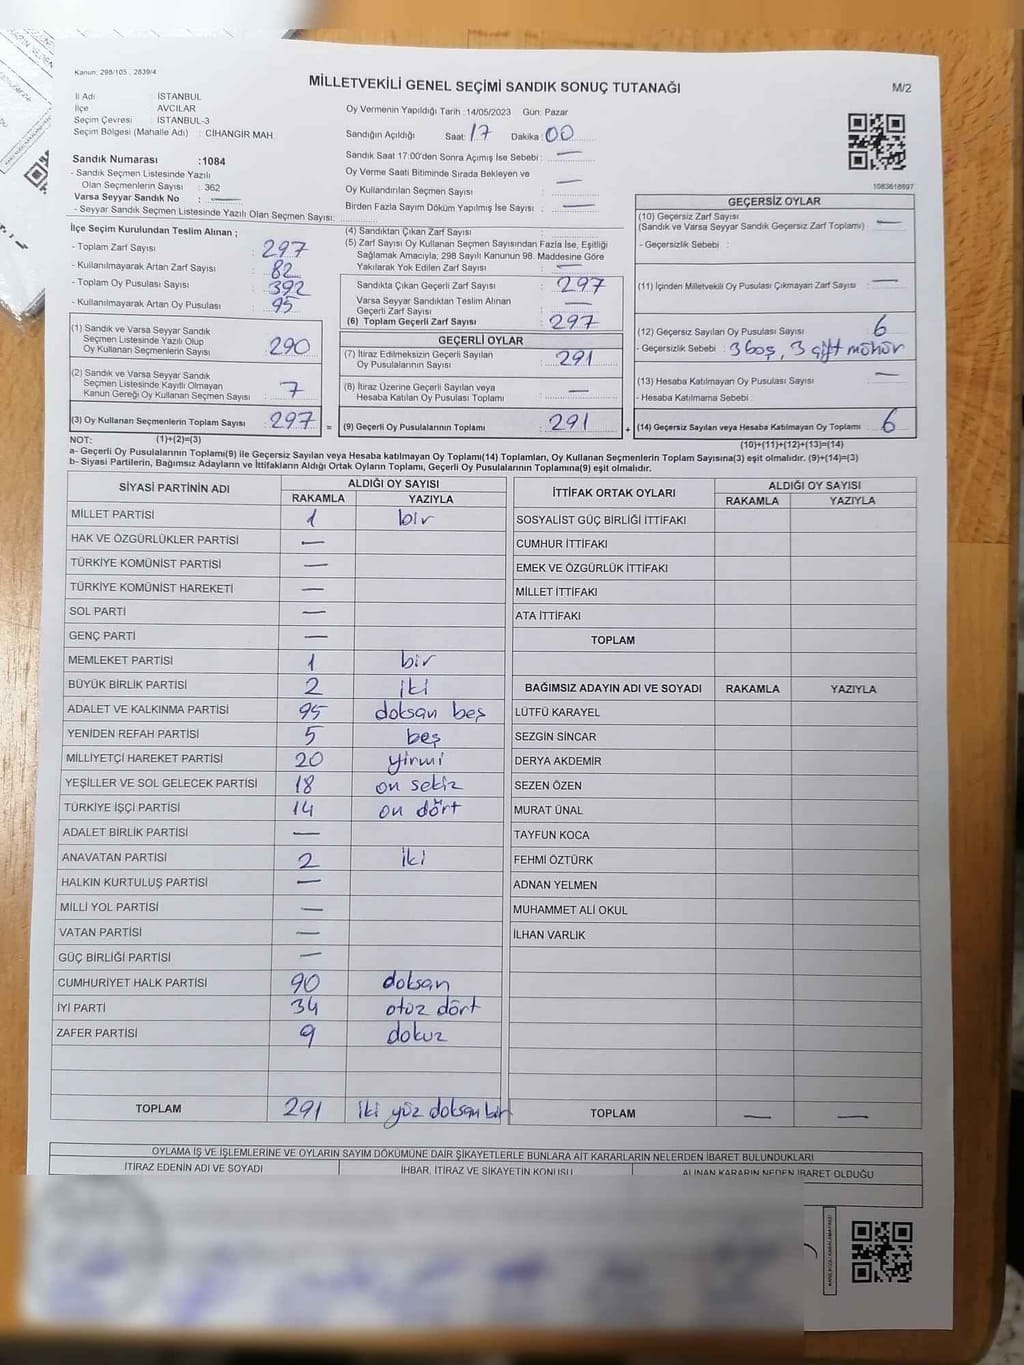 Kanun: 298/105 , 2839/4
MİLLETVEKİLİ GENEL SEÇİMİ SANDIK SONUÇ TUTANAĞI
M/2
İl Adı : İSTANBUL
İlçe : AVCILAR
Seçim Çevresi : İSTANBUL-3
Seçim Bölgesi (Mahalle Adı) : CİHANGİR MAH.
Oy Vermenin Yapıldığı Tarih : 14/05/2023 Gün: Pazar
Sandığın Açıldığı Saat: 17 Dakika : 00
Sandık Saat 17:00'den Sonra Açımış İse Sebebi : —
Oy Verme Saati Bitiminde Sırada Bekleyen ve
Oy Kullandırılan Seçmen Sayısı : —
Birden Fazla Sayım Döküm Yapılmış İse Sayısı : —
Sandık Numarası :1084
- Sandık Seçmen Listesinde Yazılı
Olan Seçmenlerin Sayısı : 362
Varsa Seyyar Sandık No : —
- Seyyar Sandık Seçmen Listesinde Yazılı Olan Seçmen Sayısı:
1083618897
İlçe Seçim Kurulundan Teslim Alınan ;
- Toplam Zarf Sayısı : 297
- Kullanılmayarak Artan Zarf Sayısı : 82
- Toplam Oy Pusulası Sayısı : 392
- Kullanılmayarak Artan Oy Pusulası : 95
(1) Sandık ve Varsa Seyyar Sandık
Seçmen Listesinde Yazılı Olup
Oy Kullanan Seçmenlerin Sayısı : 290
(2) Sandık ve Varsa Seyyar Sandık
Seçmen Listesinde Kayıtlı Olmayan
Kanun Gereği Oy Kullanan Seçmen Sayısı : 7
(3) Oy Kullanan Seçmenlerin Toplam Sayısı : 297 =
(4) Sandıktan Çıkan Zarf Sayısı :
(5) Zarf Sayısı Oy Kullanan Seçmen Sayısından Fazla İse, Eşitliği
Sağlamak Amacıyla; 298 Sayılı Kanunun 98. Maddesine Göre
Yakılarak Yok Edilen Zarf Sayısı : —
Sandıkta Çıkan Geçerli Zarf Sayısı : 297
Varsa Seyyar Sandıktan Teslim Alınan
Geçerli Zarf Sayısı : —
(6) Toplam Geçerli Zarf Sayısı : 297
GEÇERLİ OYLAR
(7) İtiraz Edilmeksizin Geçerli Sayılan
Oy Pusulalarının Sayısı : 291
(8) İtiraz Üzerine Geçerli Sayılan veya
Hesaba Katılan Oy Pusulası Toplamı : —
(9) Geçerli Oy Pusulalarının Toplamı : 291 +
GEÇERSİZ OYLAR
(10) Geçersiz Zarf Sayısı
(Sandık ve Varsa Seyyar Sandık Geçersiz Zarf Toplamı) : —
- Geçersizlik Sebebi :
(11) İçinden Milletvekili Oy Pusulası Çıkmayan Zarf Sayısı : —
(12) Geçersiz Sayılan Oy Pusulası Sayısı : 6
- Geçersizlik Sebebi : 3 boş, 3 çift mühür
(13) Hesaba Katılmayan Oy Pusulası Sayısı : —
- Hesaba Katılmama Sebebi :
(14) Geçersiz Sayılan veya Hesaba Katılmayan Oy Toplamı : 6
NOT: (1)+(2)=(3) (10)+(11)+(12)+(13)=(14)
a- Geçerli Oy Pusulalarının Toplamı(9) ile Geçersiz Sayılan veya Hesaba katılmayan Oy Toplamı(14) Toplamları, Oy Kullanan Seçmenlerin Toplam Sayısına(3) eşit olmalıdır. (9)+(14)=(3)
b- Siyasi Partilerin, Bağımsız Adayların ve İttifakların Aldığı Ortak Oyların Toplamı, Geçerli Oy Pusulalarının Toplamına(9) eşit olmalıdır.
SİYASİ PARTİNİN ADI ALDIĞI OY SAYISI
RAKAMLA YAZIYLA
MİLLET PARTİSİ 1 bir
HAK VE ÖZGÜRLÜKLER PARTİSİ —
TÜRKİYE KOMÜNİST PARTİSİ —
TÜRKİYE KOMÜNİST HAREKETİ —
SOL PARTİ —
GENÇ PARTİ —
MEMLEKET PARTİSİ 1 bir
BÜYÜK BİRLİK PARTİSİ 2 iki
ADALET VE KALKINMA PARTİSİ 95 doksan beş
YENİDEN REFAH PARTİSİ 5 beş
MİLLİYETÇİ HAREKET PARTİSİ 20 yirmi
YEŞİLLER VE SOL GELECEK PARTİSİ 18 on sekiz
TÜRKİYE İŞÇİ PARTİSİ 14 on dört
ADALET BİRLİK PARTİSİ —
ANAVATAN PARTİSİ 2 iki
HALKIN KURTULUŞ PARTİSİ —
MİLLİ YOL PARTİSİ —
VATAN PARTİSİ —
GÜÇ BİRLİĞİ PARTİSİ —
CUMHURİYET HALK PARTİSİ 90 doksan
İYİ PARTİ 34 otuz dört
ZAFER PARTİSİ 9 dokuz
TOPLAM 291 iki yüz doksan bir
İTTİFAK ORTAK OYLARI ALDIĞI OY SAYISI
RAKAMLA YAZIYLA
SOSYALİST GÜÇ BİRLİĞİ İTTİFAKI
CUMHUR İTTİFAKI
EMEK VE ÖZGÜRLÜK İTTİFAKI
MİLLET İTTİFAKI
ATA İTTİFAKI
TOPLAM
BAĞIMSIZ ADAYIN ADI VE SOYADI RAKAMLA YAZIYLA
LÜTFÜ KARAYEL
SEZGİN SİNCAR
DERYA AKDEMİR
SEZEN ÖZEN
MURAT ÜNAL
TAYFUN KOCA
FEHMİ ÖZTÜRK
ADNAN YELMEN
MUHAMMET ALİ OKUL
İLHAN VARLIK
TOPLAM — —
OYLAMA İŞ VE İŞLEMLERİNE VE OYLARIN SAYIM DÖKÜMÜNE DAİR ŞİKAYETLERLE BUNLARA AİT KARARLARIN NELERDEN İBARET BULUNDUKLARI
İTİRAZ EDENİN ADI VE SOYADI İHBAR, İTİRAZ VE ŞİKAYETİN KONUSU ALINAN KARARIN NEDEN İBARET OLDUĞU